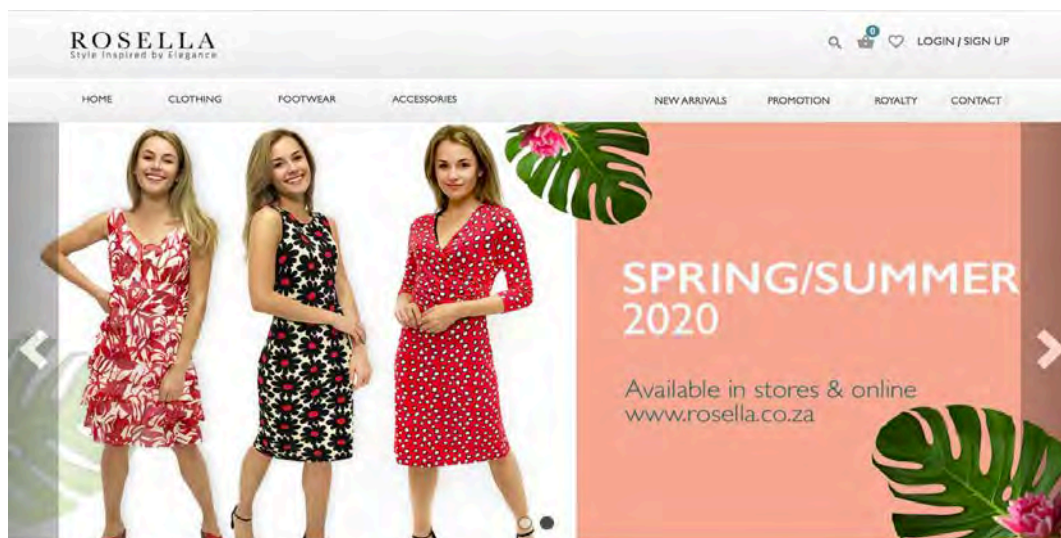 ROSELLA
Style Inspired by Elegance
0
LOGIN / SIGN UP
HOME CLOTHING FOOTWEAR ACCESSORIES NEW ARRIVALS PROMOTION ROYALTY CONTACT
SPRING/SUMMER
2020
Available in stores & online
www.rosella.co.za